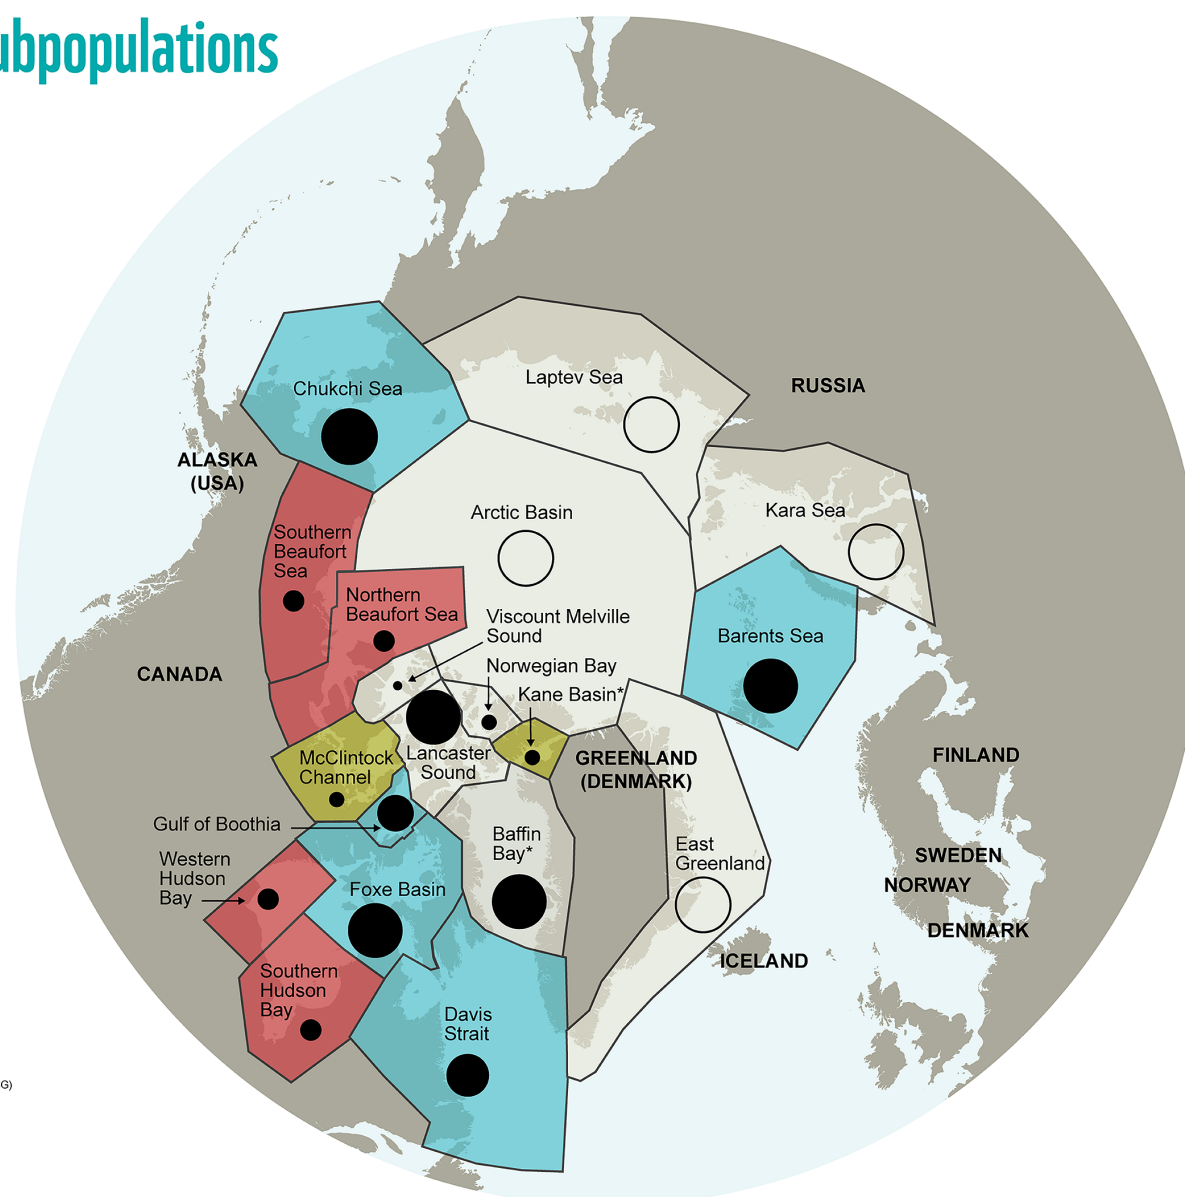 ubpopulations
Chukchi Sea
Laptev Sea
RUSSIA
ALASKA
(USA)
Arctic Basin
Kara Sea
Southern
Beaufort
Sea
Northern
Beaufort Sea
Viscount Melville
Sound
Barents Sea
Norwegian Bay
CANADA
Kane Basin*
McClintock
Channel
Lancaster
Sound
GREENLAND
(DENMARK)
FINLAND
Gulf of Boothia
Baffin
Bay*
East
Greenland
SWEDEN
Western
Hudson
Bay
Foxe Basin
NORWAY
DENMARK
ICELAND
Southern
Hudson
Bay
Davis
Strait
G)